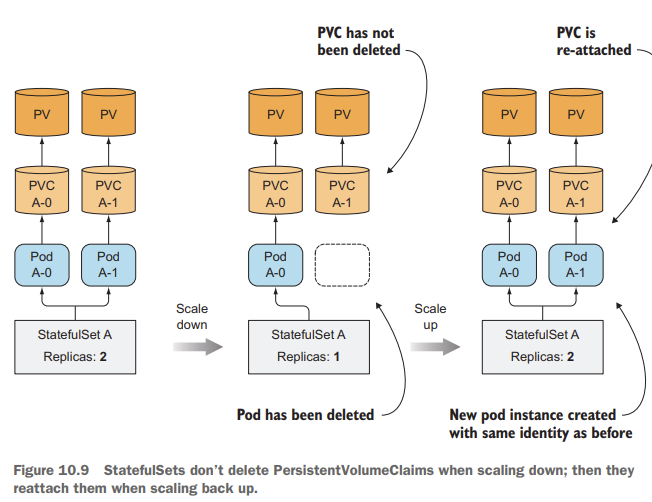 PVC has not
been deleted
PVC is
re-attached
PV
PV
PV
PV
PV
PV
PVC
A-0
PVC
A-1
PVC
A-0
PVC
A-1
PVC
A-0
PVC
A-1
Pod
A-0
Pod
A-1
Pod
A-0
Pod
A-0
Pod
A-1
Scale
down
Scale
up
StatefulSet A
Replicas: 2
StatefulSet A
Replicas: 1
StatefulSet A
Replicas: 2
Pod has been deleted
New pod instance created
with same identity as before
Figure 10.9 StatefulSets don't delete PersistentVolumeClaims when scaling down; then they
reattach them when scaling back up.